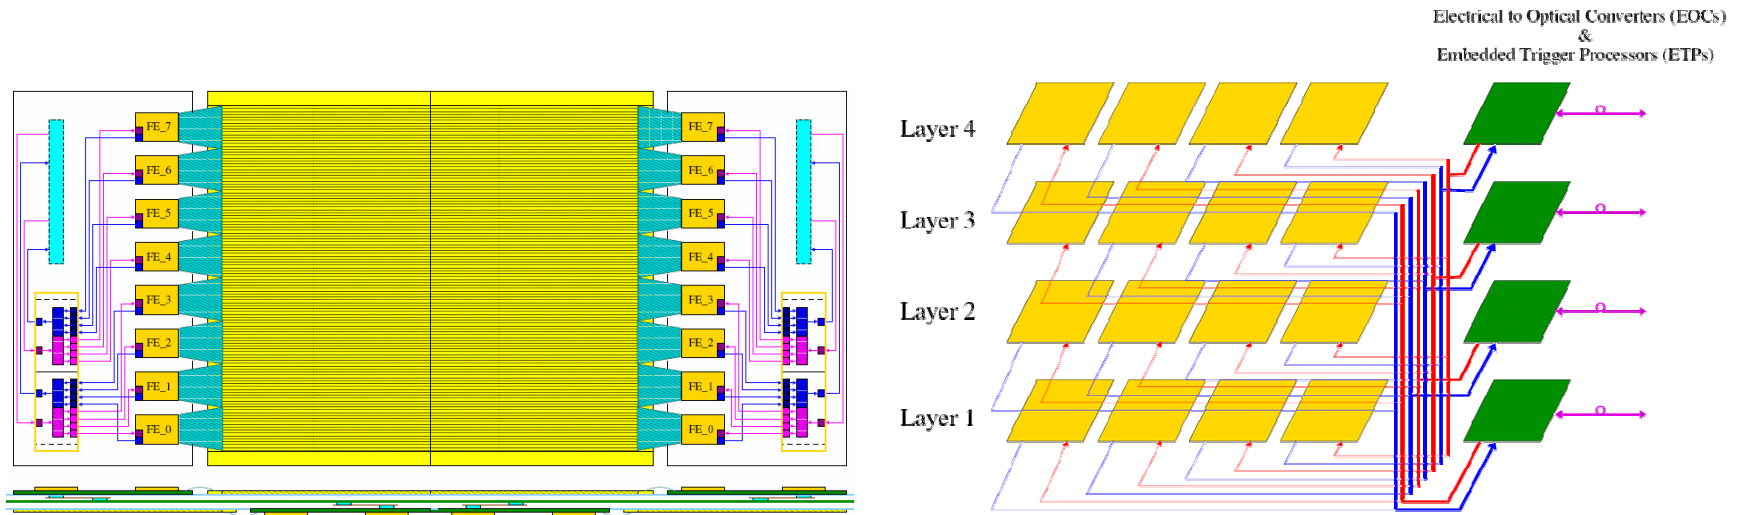 Electrical to Optical Converters (EOCs)
&
Embedded Trigger Processors (ETPs)
FE_7
FE_6
FE_5
FE_4
FE_3
FE_2
FE_1
FE_0
FE_7
FE_6
FE_5
FE_4
FE_3
FE_2
FE_1
FE_0
Layer 4
Layer 3
Layer 2
Layer 1